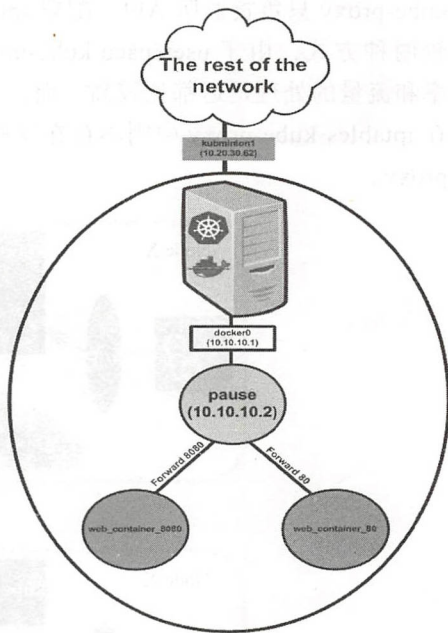 The rest of the
network
kubminion1
(10.20.30.62)
docker0
(10.10.10.1)
pause
(10.10.10.2)
Forward 8080
Forward 80
web_container_8080
web_container_80